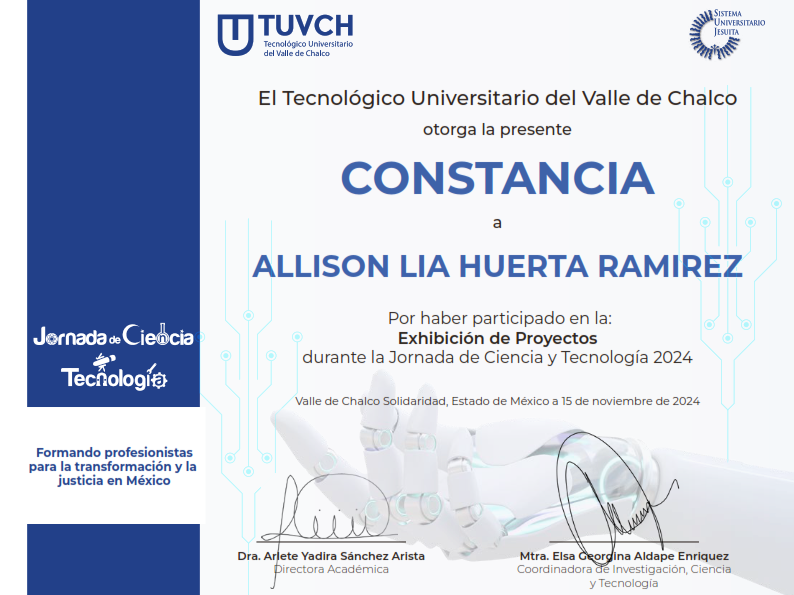 TUVCH
Tecnológico Universitario
del Valle de Chalco
SISTEMA
UNIVERSITARIO
JESUITA
El Tecnológico Universitario del Valle de Chalco
otorga la presente
CONSTANCIA
a
ALLISON LIA HUERTA RAMIREZ
Por haber participado en la:
Exhibición de Proyectos
durante la Jornada de Ciencia y Tecnología 2024
Valle de Chalco Solidaridad, Estado de México a 15 de noviembre de 2024
Jornada de Ciencia
Tecnología
Formando profesionistas
para la transformación y la
justicia en México
Dra. Arlete Yadira Sánchez Arista
Directora Académica
Mtra. Elsa Georgina Aldape Enriquez
Coordinadora de Investigación, Ciencia
y Tecnología